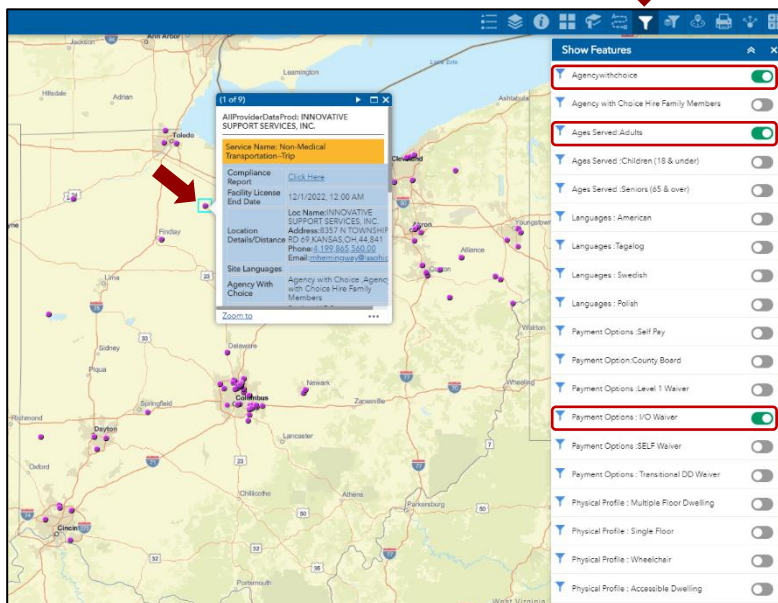 Show Features
Agencywithchoice
Agency with Choice Hire Family Members
Ages Served:Adults
Ages Served :Children (18 & under)
Ages Served :Seniors (65 & over)
Languages : American
Languages :Tagalog
Languages : Swedish
Languages : Polish
Payment Options :Self Pay
Payment Option:County Board
Payment Options :Level 1 Waiver
Payment Options : I/O Waiver
Payment Options :SELF Waiver
Payment Options : Transitional DD Waiver
Physical Profile : Multiple Floor Dwelling
Physical Profile : Single Floor
Physical Profile : Wheelchair
Physical Profile : Accessible Dwelling
(1 of 9)
AllProviderDataProd: INNOVATIVE
SUPPORT SERVICES, INC.
Service Name: Non-Medical
Transportation--Trip
Compliance
Report
Click Here
Facility License
End Date
12/1/2022, 12:00 AM
Location
Details/Distance
Loc Name:INNOVATIVE
SUPPORT SERVICES, INC.
Address:8357 N TOWNSHIP
RD 69,KANSAS,OH,44,841
Phone:4,199,865,560.00
Site Languages
Agency With
Choice
Agency with Choice ,Agency
with Choice Hire Family
Members
Zoom to
Jackson
Ann Arbor
Leamington
Hillsdale
Adrian
Ashtabula
Toledo
Cleveland
Findlay
Akron
Youngstown
Canton
Alliance
Lima
Sidney
Piqua
Delaware
Newark
Zanesville
Wheeling
Columbus
Springfield
Richmond
Dayton
Lancaster
Oxford
Chillicothe
Athens
Parkersburg
Cincin
Portsmouth
West Virginia